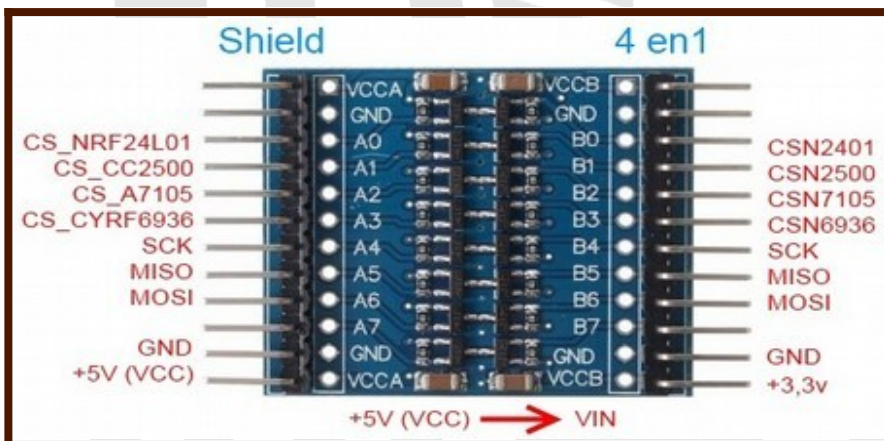 Shield 4 en1
VCCA VCCB
GND GND
CS_NRF24L01 A0 B0 CSN2401
CS_CC2500 A1 B1 CSN2500
CS_A7105 A2 B2 CSN7105
CS_CYRF6936 A3 B3 CSN6936
SCK A4 B4 SCK
MISO A5 B5 MISO
MOSI A6 B6 MOSI
A7 B7
GND GND GND GND
+5V (VCC) VCCA VCCB +3,3v
+5V (VCC) VIN